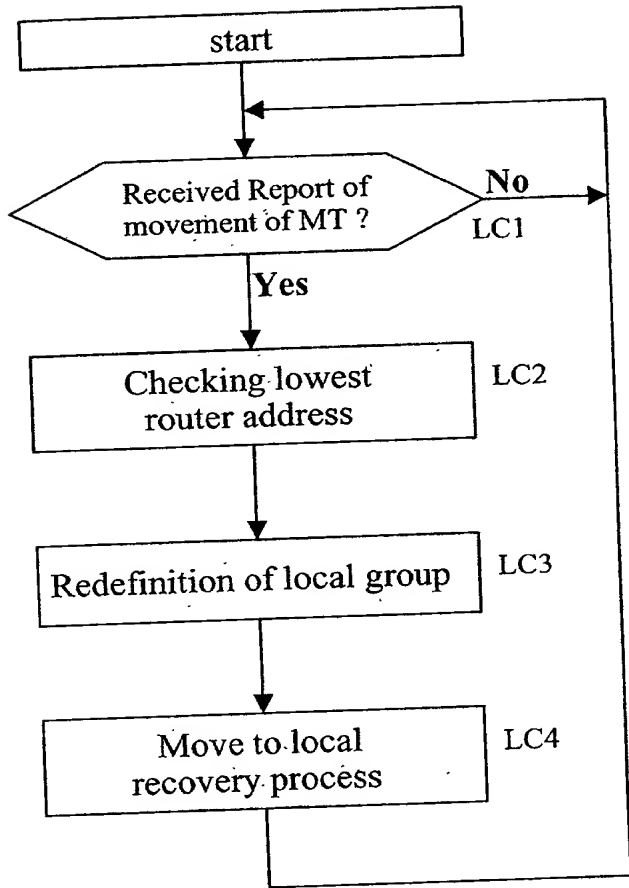 start
Received Report of
movement of MT ?
No
LC1
Yes
Checking lowest
router address
LC2
Redefinition of local group
LC3
Move to local
recovery process
LC4